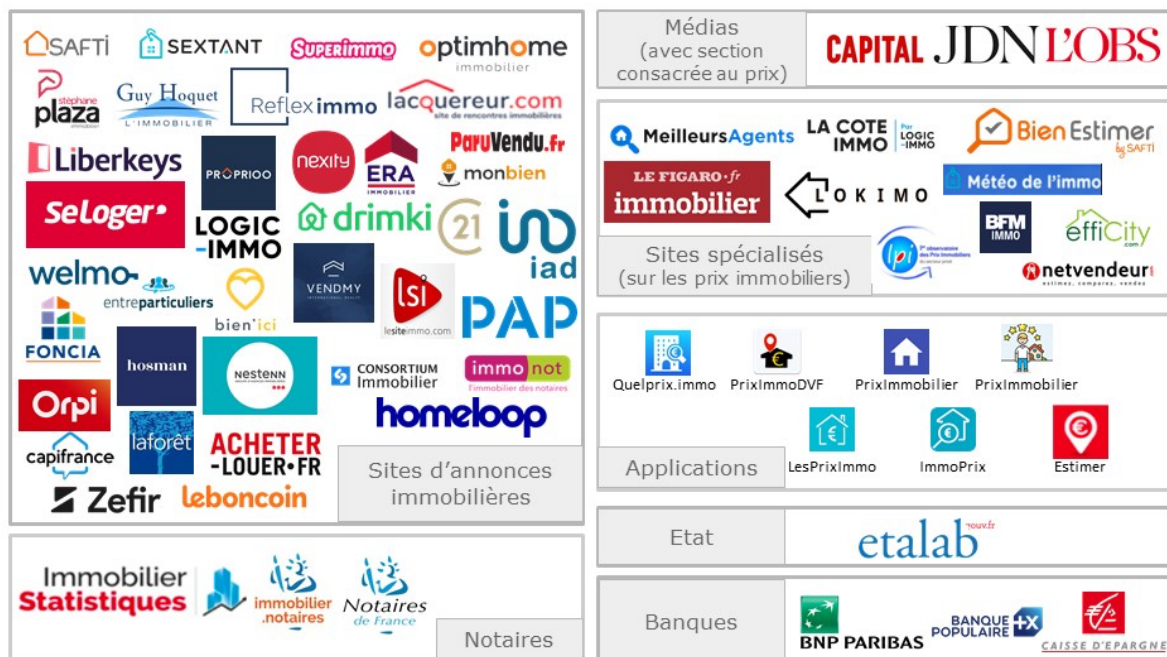 SAFTI
SEXTANT
SUPERimmo
optimhome
immobilier
stéphane
plaza
immobilier
Guy Hoquet
L'IMMOBILIER
Reflex immo
lacquereur.com
site de rencontres immobilières
Liberkeys
PROPRIOO
nexity
ERA
IMMOBILIER
ParuVendu.fr
monbien
SeLoger
LOGIC
-IMMO
drimki
21
iad
welmo
entreparticuliers
bien'ici
VENDMY
lsi
lesiteimmo.com
PAP
FONCIA
hosman
nestenn
CONSORTIUM
Immobilier
immo not
l'immobilier des notaires
Orpi
laforêt
homeloop
capifrance
ACHETER
-LOUER•FR
Zefir
leboncoin
Sites d'annonces
immobilières
Immobilier
Statistiques
immobilier
.notaires
Notaires
de France
Notaires
Médias
(avec section
consacrée au prix)
CAPITAL
JDN
L'OBS
MeilleursAgents
LA COTE
IMMO
Par
LOGIC
-IMMO
Bien Estimer
by SAFTI
LE FIGARO·fr
immobilier
LOKIMO
Météo de l'immo
lpi
BFM
IMMO
effiCity
.com
netvendeur
estimez, comparez, vendez
Sites spécialisés
(sur les prix immobiliers)
Quelprix.immo
PrixImmoDVF
PrixImmobilier
PrixImmobilier
LesPrixImmo
ImmoPrix
Estimer
Applications
Etat
etalab
gouv.fr
Banques
BNP PARIBAS
BANQUE
POPULAIRE
CAISSE D'EPARGNE